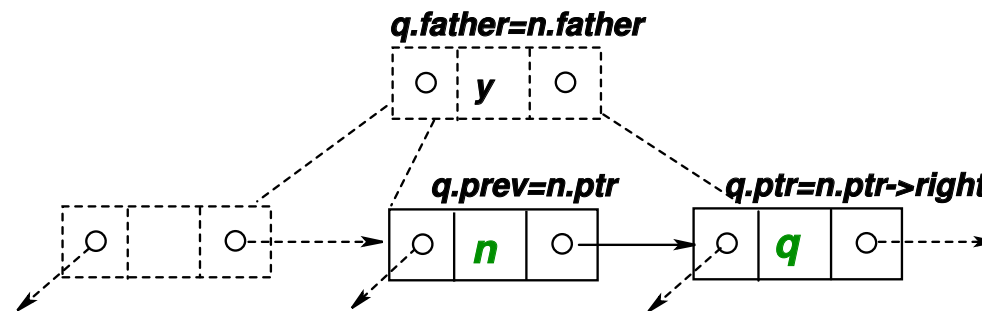 q.father=n.father
y
q.prev=n.ptr
q.ptr=n.ptr->right
n
q